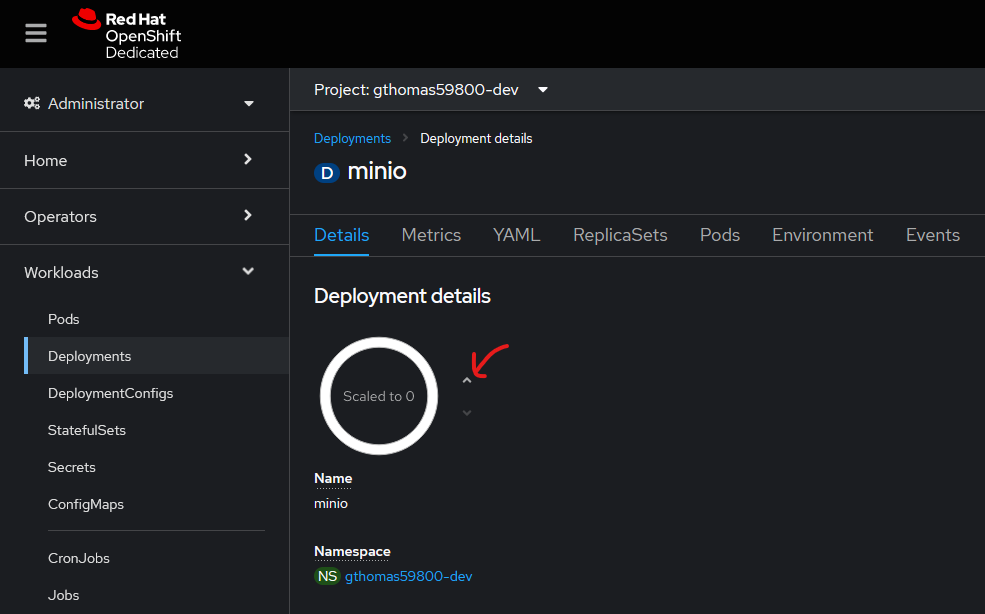 Red Hat
OpenShift
Dedicated
Administrator
Home
Operators
Workloads
Pods
Deployments
DeploymentConfigs
StatefulSets
Secrets
ConfigMaps
CronJobs
Jobs
Project: gthomas59800-dev
Deployments Deployment details
D minio
Details Metrics YAML ReplicaSets Pods Environment Events
Deployment details
Scaled to 0
Name
minio
Namespace
NS gthomas59800-dev